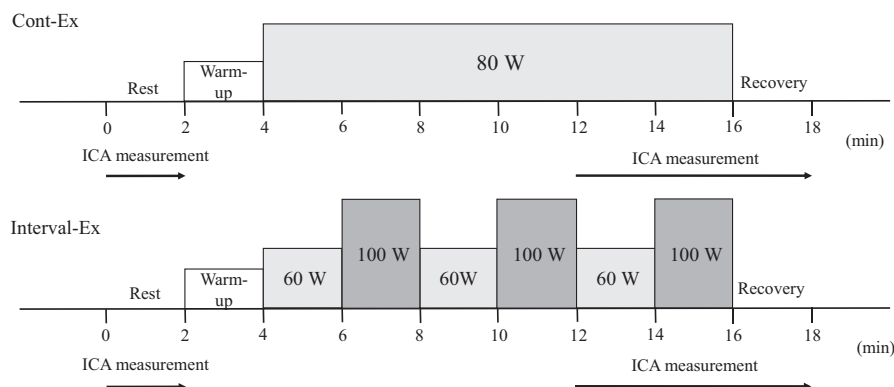 Cont-Ex
80 W
Warm-
up
Rest
Recovery
0 2 4 6 8 10 12 14 16 18
(min)
ICA measurement ICA measurement
Interval-Ex
100 W 100 W 100 W
Warm-
up
60 W 60W 60 W
Rest
Recovery
0 2 4 6 8 10 12 14 16 18
(min)
ICA measurement ICA measurement